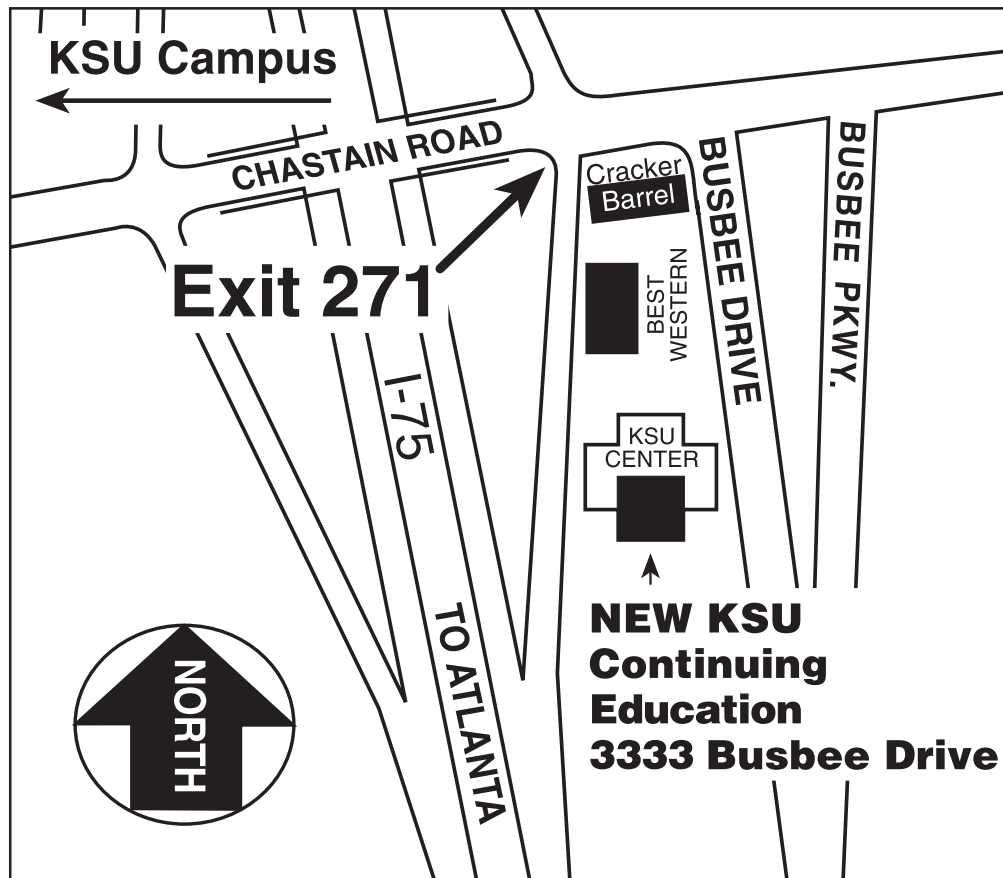 KSU Campus
CHASTAIN ROAD
Cracker
Barrel
BUSBEE DRIVE
BUSBEE PKWY.
Exit 271
BEST
WESTERN
I-75
KSU
CENTER
TO ATLANTA
NEW KSU
Continuing
Education
3333 Busbee Drive
NORTH